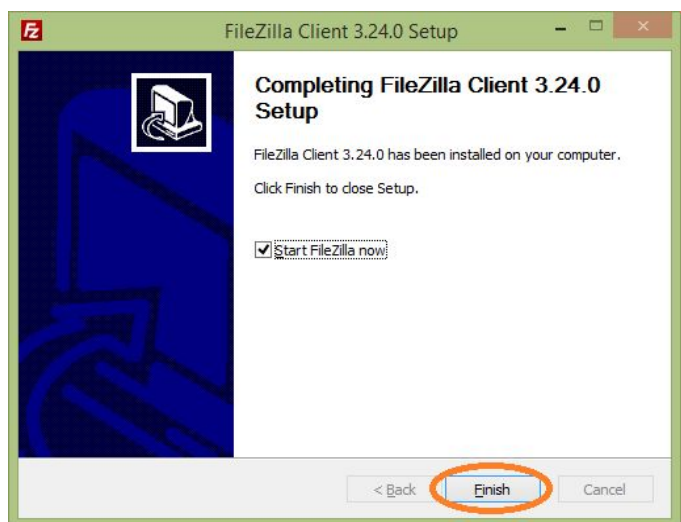 Fz
FileZilla Client 3.24.0 Setup
Completing FileZilla Client 3.24.0
Setup
FileZilla Client 3.24.0 has been installed on your computer.
Click Finish to close Setup.
Start FileZilla now
< Back
Finish
Cancel